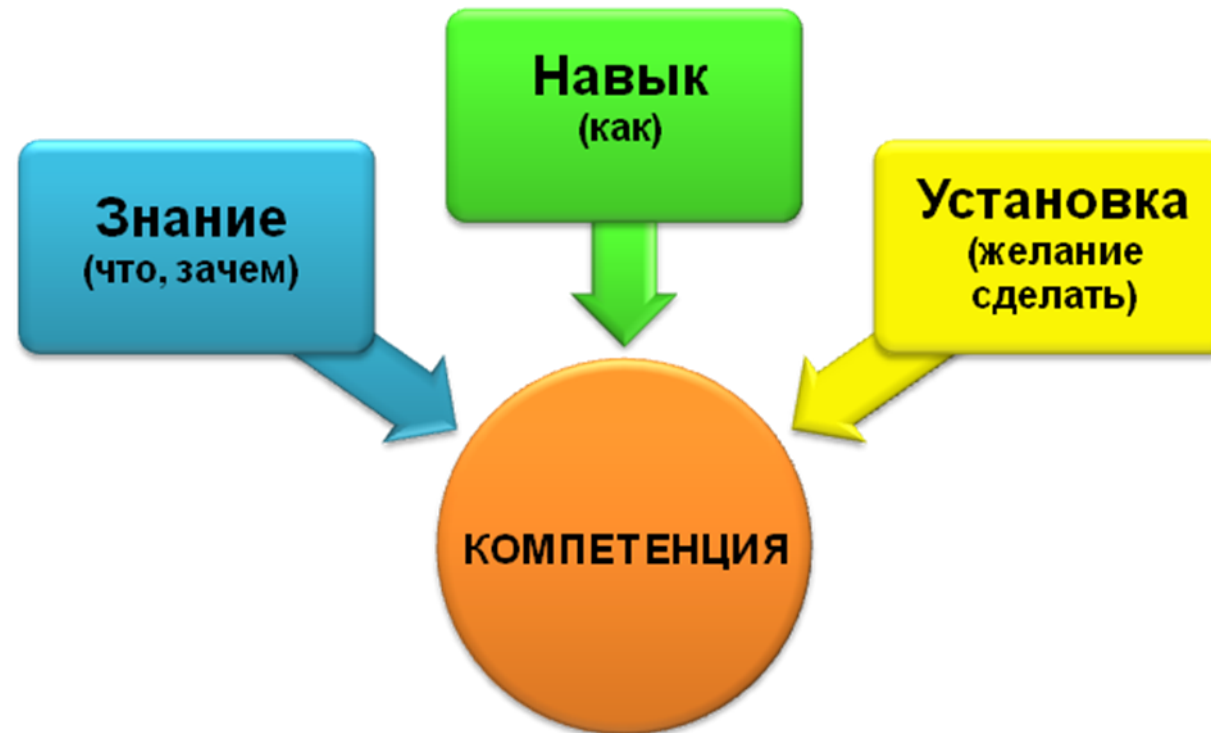 Навык
(как)
Знание
(что, зачем)
Установка
(желание
сделать)
КОМПЕТЕНЦИЯ